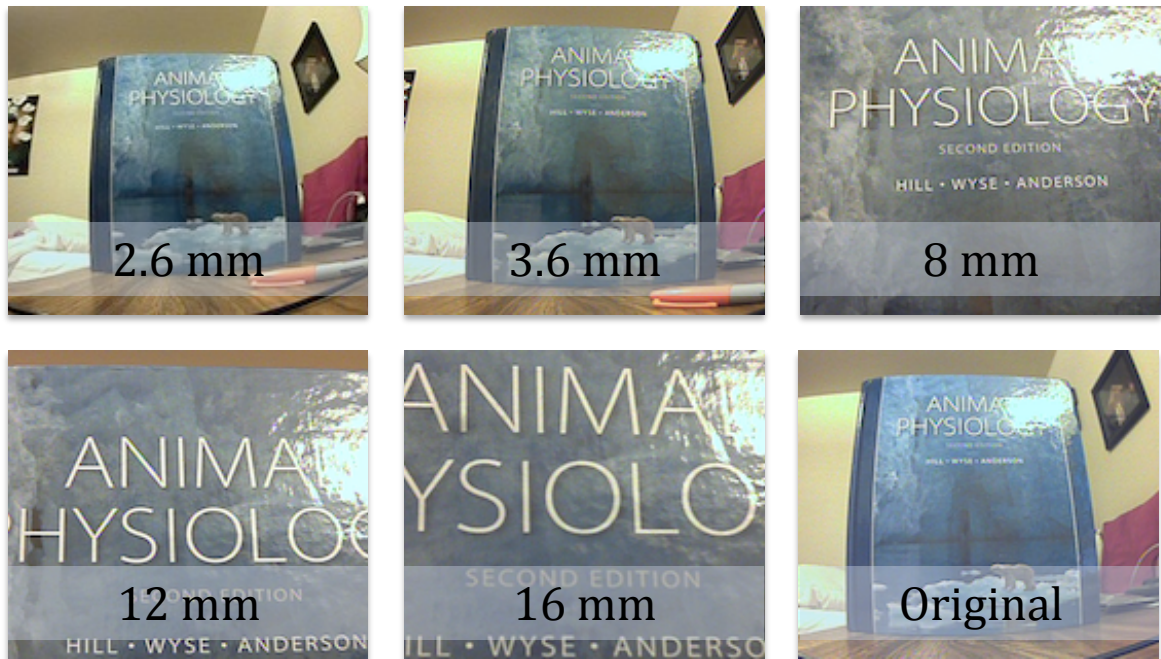 ANIMA
PHYSIOLOGY
HILL • WYSE • ANDERSON
2.6 mm
ANIMA
PHYSIOLOGY
HILL • WYSE • ANDERSON
3.6 mm
ANIMA
PHYSIOLOGY
SECOND EDITION
HILL • WYSE • ANDERSON
8 mm
ANIMA
PHYSIOLOG
SECOND EDITION
12 mm
HILL • WYSE • ANDERSON
ANIMA
YSIOLO
SECOND EDITION
16 mm
ILL • WYSE • ANDERSO
ANIMA
PHYSIOLOGY
HILL • WYSE • ANDERSON
Original